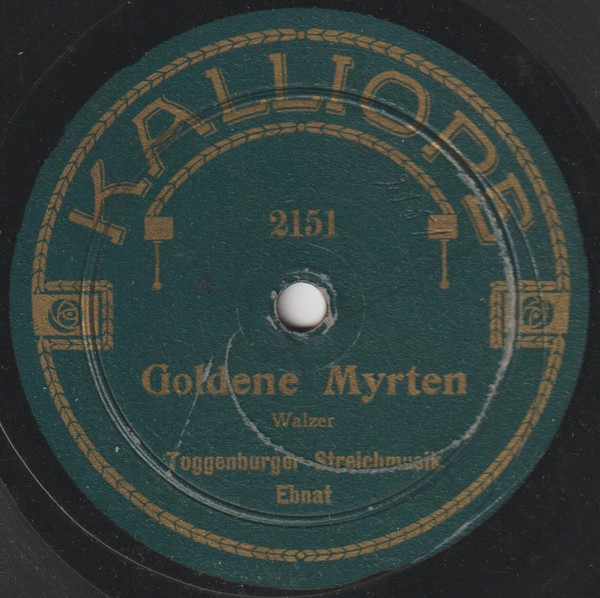 KALLIOPE
2151
Goldene Myrten
Walzer
Toggenburger Streichmusik
Ebnat